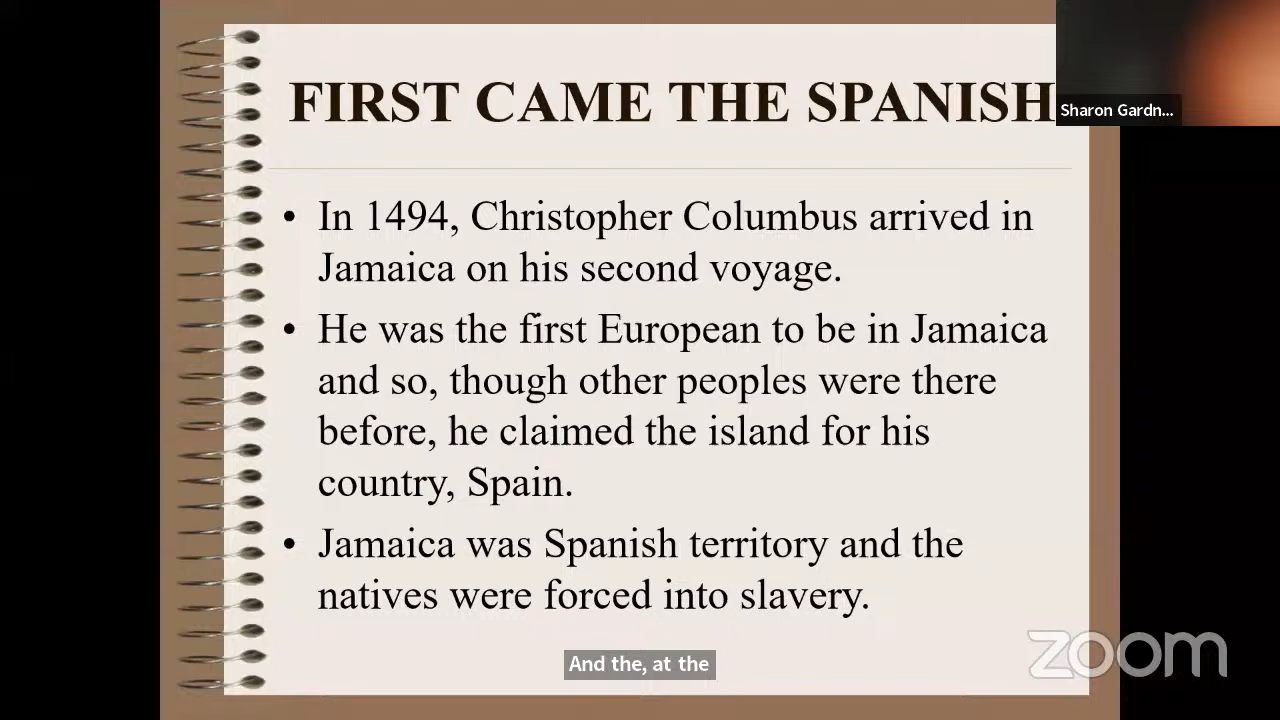 FIRST CAME THE SPANISH
Sharon Gardn...
• In 1494, Christopher Columbus arrived in
Jamaica on his second voyage.
• He was the first European to be in Jamaica
and so, though other peoples were there
before, he claimed the island for his
country, Spain.
• Jamaica was Spanish territory and the
natives were forced into slavery.
And the, at the
zoom